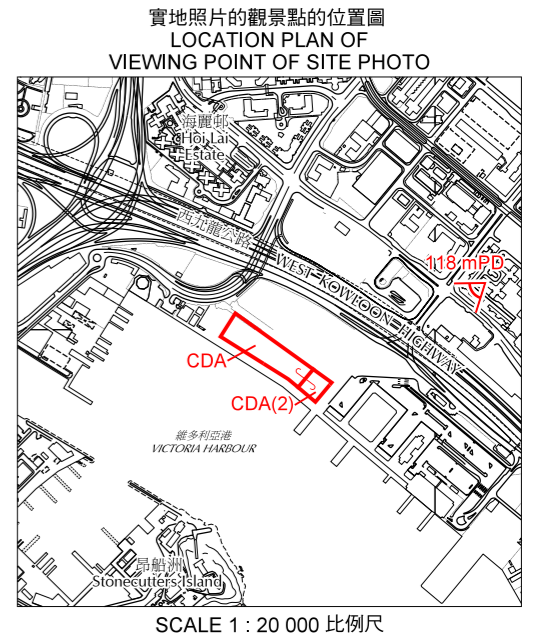 實地照片的觀景點的位置圖
LOCATION PLAN OF
VIEWING POINT OF SITE PHOTO
海麗邨
Hoi Lai
Estate
西九龍公路
WEST KOWLOON HIGHWAY
118 mPD
CDA
CDA(2)
維多利亞港
VICTORIA HARBOUR
昂船洲
Stonecutters Island
SCALE 1 : 20 000 比例尺